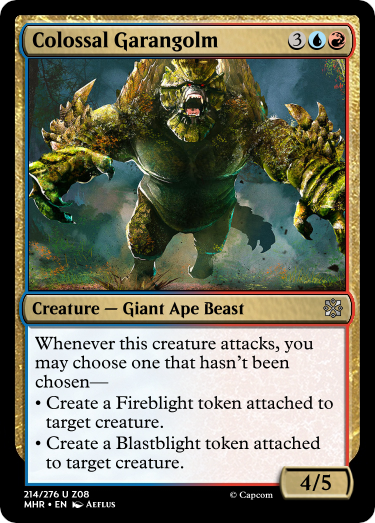 Colossal Garangolm 3
Creature — Giant Ape Beast
Whenever this creature attacks, you
may choose one that hasn't been
chosen—
• Create a Fireblight token attached to
target creature.
• Create a Blastblight token attached
to target creature.
4/5
214/276 U Z08
MHR • EN Aeflus
© Capcom